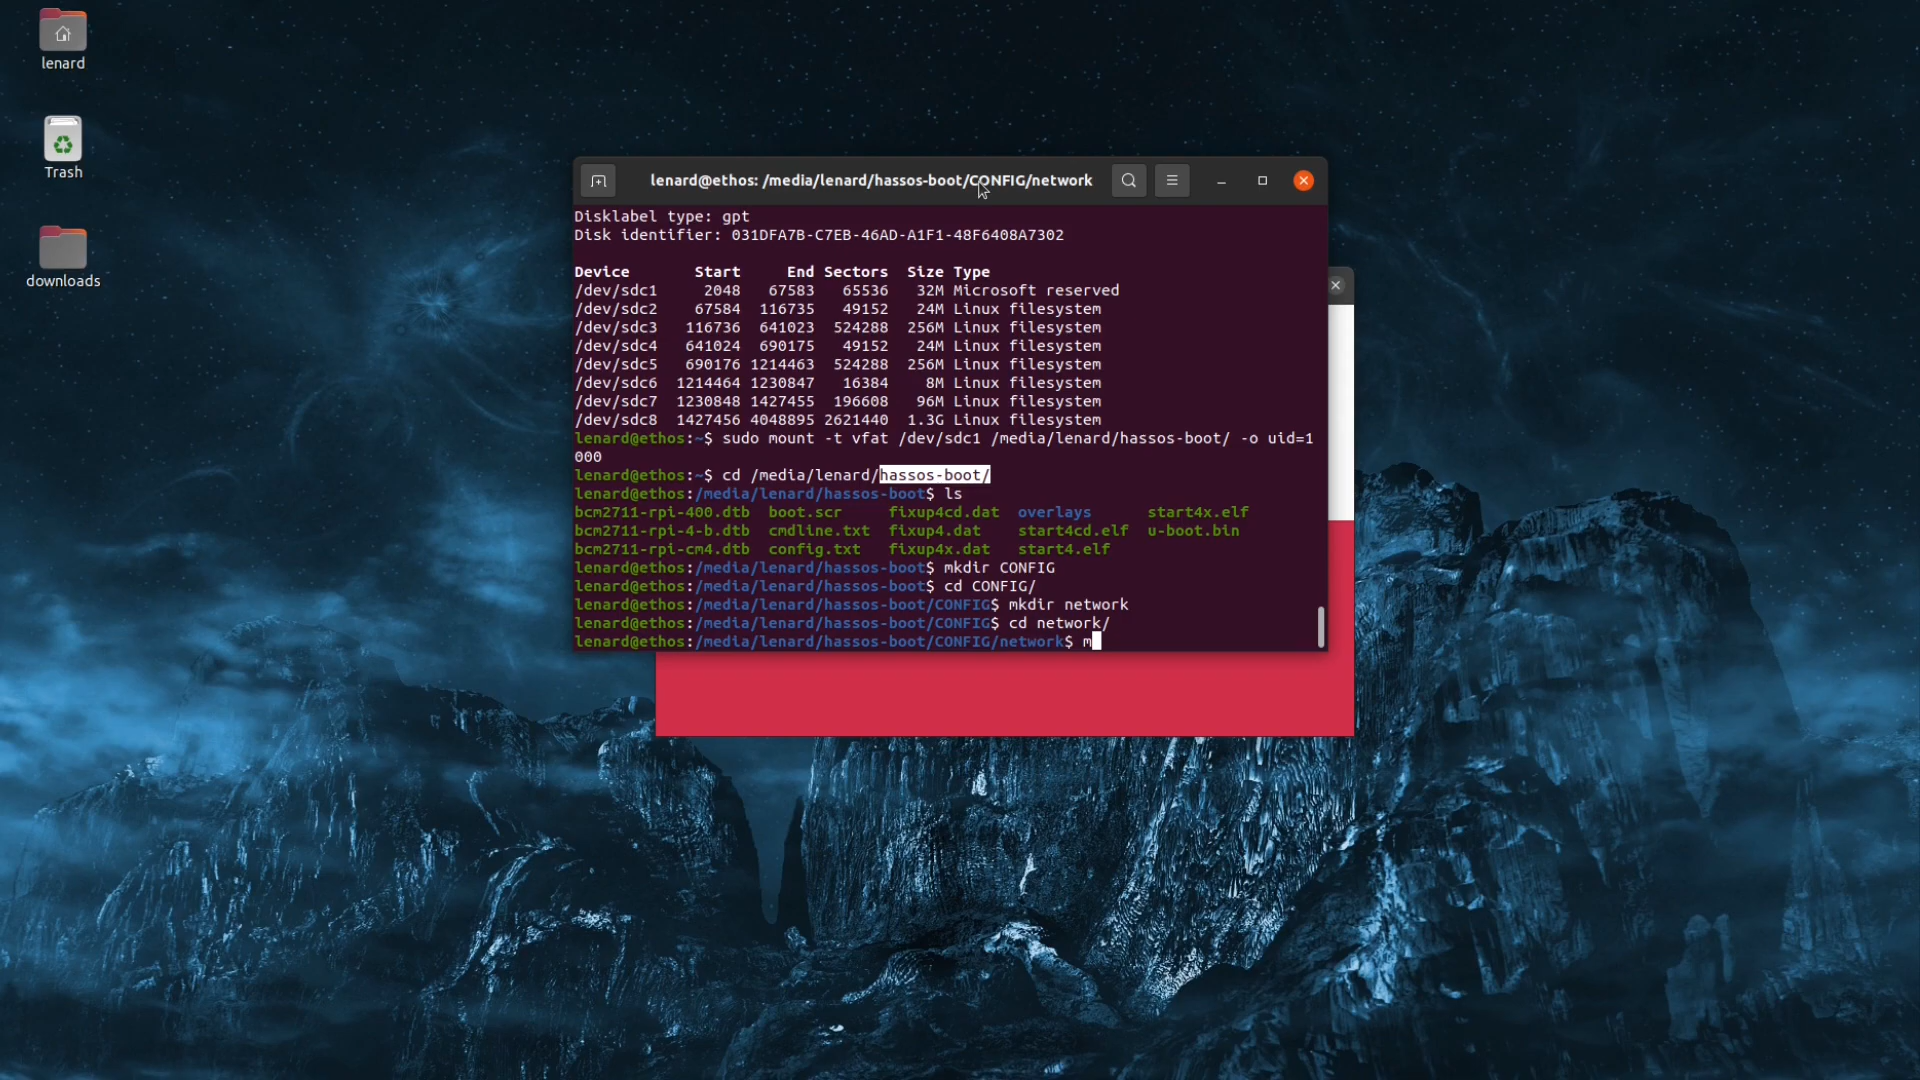 lenard
Trash
downloads
lenard@ethos: /media/lenard/hassos-boot/CONFIG/network
Disklabel type: gpt
Disk identifier: 031DFA7B-C7EB-46AD-A1F1-48F6408A7302
Device Start End Sectors Size Type
/dev/sdc1 2048 67583 65536 32M Microsoft reserved
/dev/sdc2 67584 116735 49152 24M Linux filesystem
/dev/sdc3 116736 641023 524288 256M Linux filesystem
/dev/sdc4 641024 690175 49152 24M Linux filesystem
/dev/sdc5 690176 1214463 524288 256M Linux filesystem
/dev/sdc6 1214464 1230847 16384 8M Linux filesystem
/dev/sdc7 1230848 1427455 196608 96M Linux filesystem
/dev/sdc8 1427456 4048895 2621440 1.3G Linux filesystem
lenard@ethos:~$ sudo mount -t vfat /dev/sdc1 /media/lenard/hassos-boot/ -o uid=1
000
lenard@ethos:~$ cd /media/lenard/hassos-boot/
lenard@ethos:/media/lenard/hassos-boot$ ls
bcm2711-rpi-400.dtb boot.scr fixup4cd.dat overlays start4x.elf
bcm2711-rpi-4-b.dtb cmdline.txt fixup4.dat start4cd.elf u-boot.bin
bcm2711-rpi-cm4.dtb config.txt fixup4x.dat start4.elf
lenard@ethos:/media/lenard/hassos-boot$ mkdir CONFIG
lenard@ethos:/media/lenard/hassos-boot$ cd CONFIG/
lenard@ethos:/media/lenard/hassos-boot/CONFIG$ mkdir network
lenard@ethos:/media/lenard/hassos-boot/CONFIG$ cd network/
lenard@ethos:/media/lenard/hassos-boot/CONFIG/network$ m